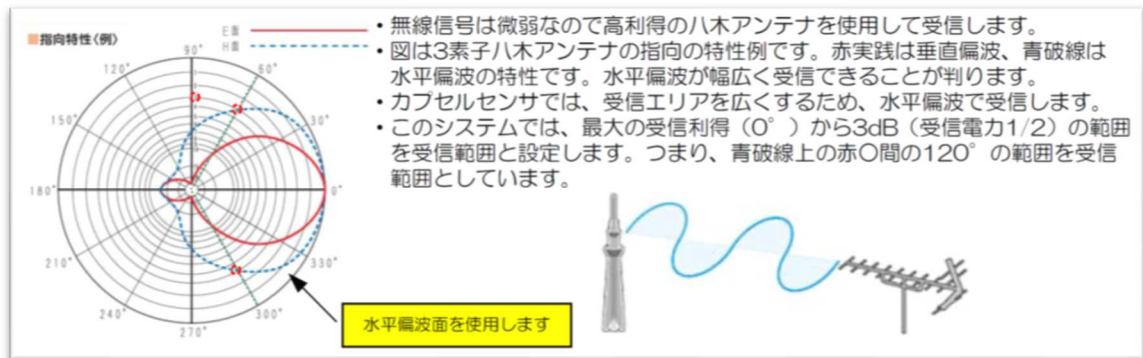 ■指向特性〈例〉
E面
H面
90°
120°
60°
150°
30°
180°
0°
210°
330°
240°
300°
270°
水平偏波面を使用します
・無線信号は微弱なので高利得の八木アンテナを使用して受信します。
・図は3素子八木アンテナの指向の特性例です。赤実践は垂直偏波、青破線は
水平偏波の特性です。水平偏波が幅広く受信できることが判ります。
・カプセルセンサでは、受信エリアを広くするため、水平偏波で受信します。
・このシステムでは、最大の受信利得（0°）から3dB（受信電力1/2）の範囲
を受信範囲と設定します。つまり、青破線上の赤〇間の120°の範囲を受信
範囲としています。